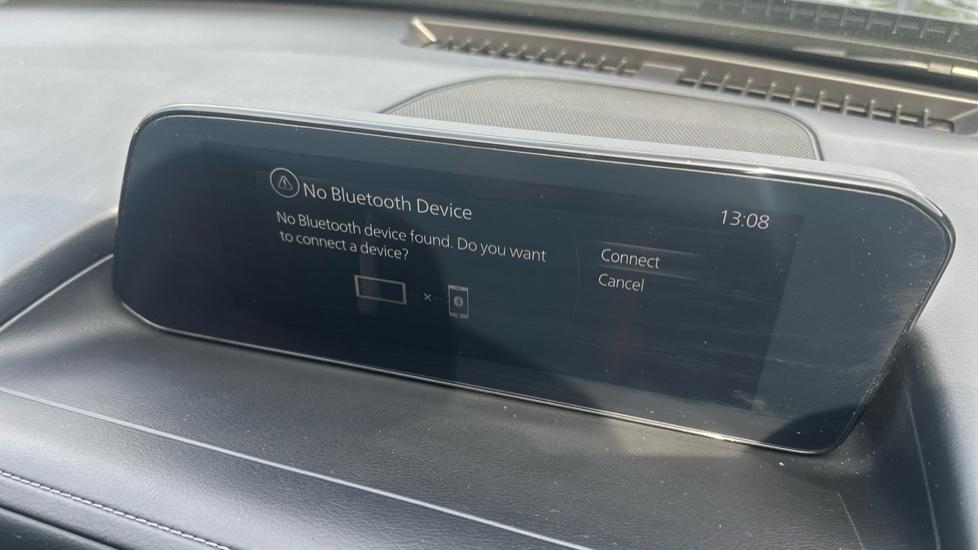 No Bluetooth Device
13:08
No Bluetooth device found. Do you want
to connect a device?
Connect
Cancel